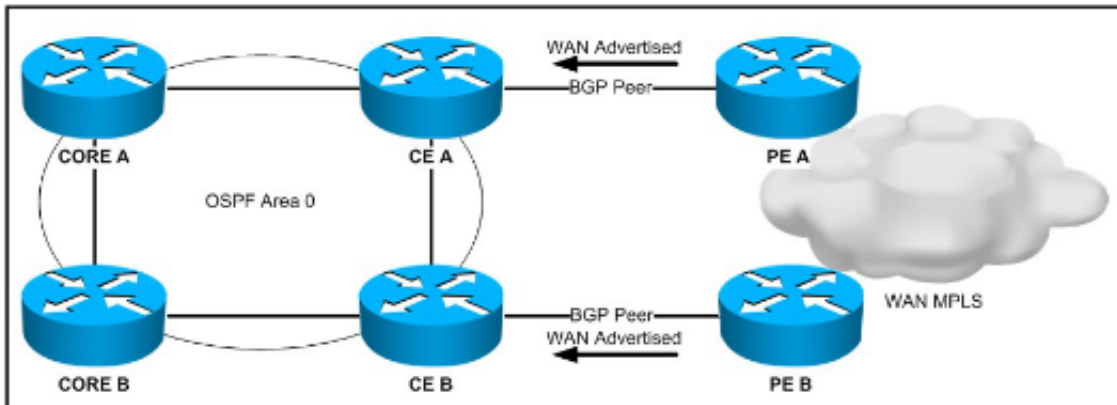 WAN Advertised
BGP Peer
CORE A
CE A
PE A
OSPF Area 0
WAN MPLS
BGP Peer
WAN Advertised
CORE B
CE B
PE B